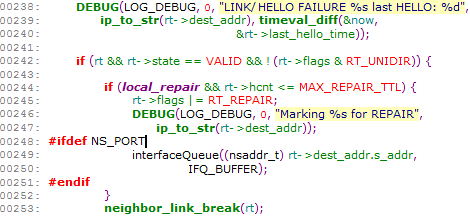 00238: DEBUG(LOG_DEBUG, 0, "LINK/HELLO FAILURE %s last HELLO: %d",
00239: ip_to_str(rt->dest_addr), timeval_diff(&now,
00240: &rt->last_hello_time));
00241:
00242: if (rt && rt->state == VALID && ! (rt->flags & RT_UNIDIR)) {
00243:
00244: if (local_repair && rt->hcnt <= MAX_REPAIR_TTL) {
00245: rt->flags |= RT_REPAIR;
00246: DEBUG(LOG_DEBUG, 0, "Marking %s for REPAIR",
00247: ip_to_str(rt->dest_addr));
00248: #ifdef NS_PORT
00249: interfaceQueue((nsaddr_t) rt->dest_addr.s_addr,
00250: IFQ_BUFFER);
00251: #endif
00252: }
00253: neighbor_link_break(rt);